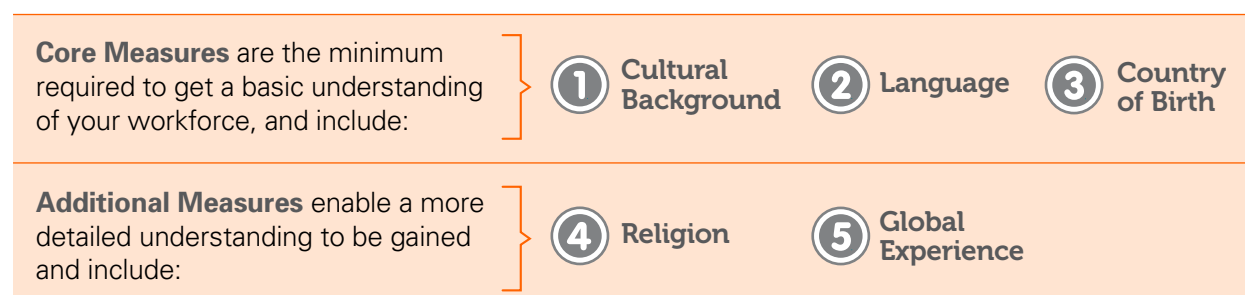 Core Measures are the minimum
required to get a basic understanding
of your workforce, and include:
1 Cultural
Background
2 Language
3 Country
of Birth
Additional Measures enable a more
detailed understanding to be gained
and include:
4 Religion
5 Global
Experience